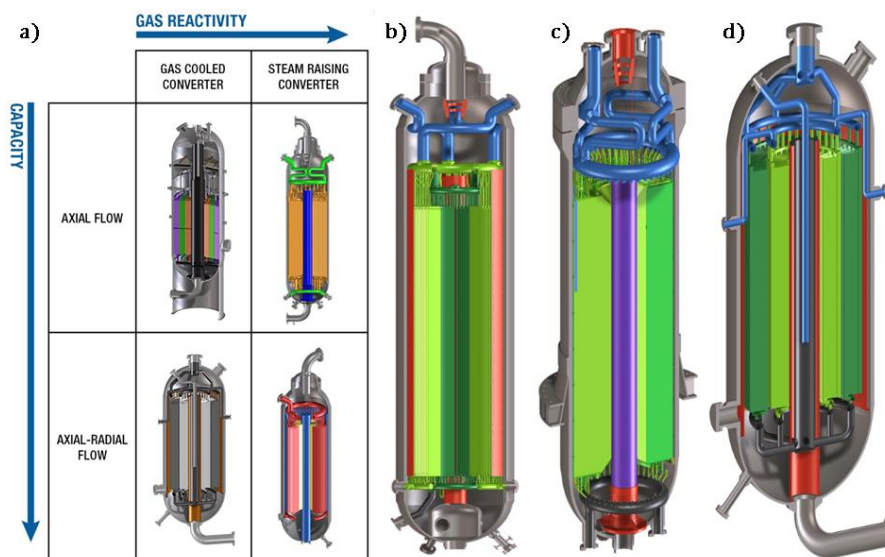 a)
GAS REACTIVITY
b)
c)
d)
GAS COOLED
CONVERTER
STEAM RAISING
CONVERTER
CAPACITY
AXIAL FLOW
AXIAL-RADIAL
FLOW